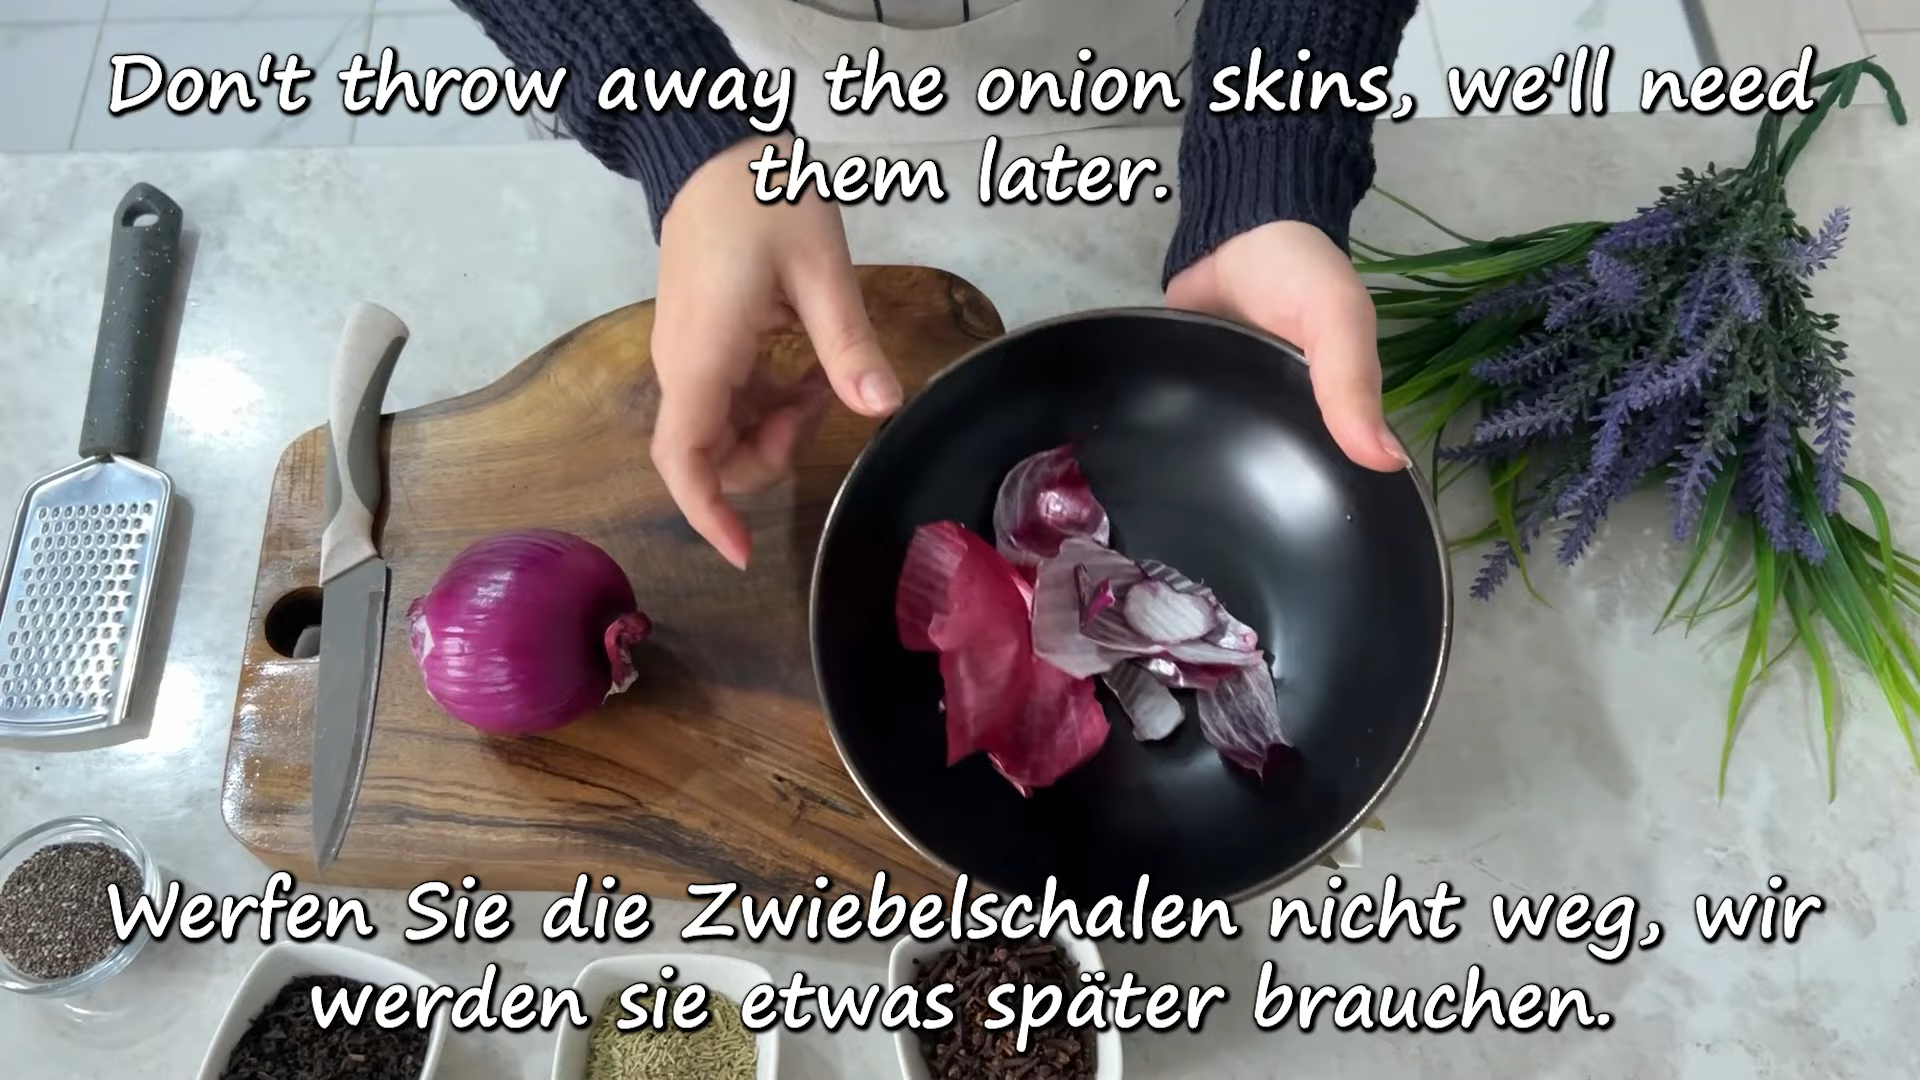 Don't throw away the onion skins, we'll need
them later.
Werfen Sie die Zwiebelschalen nicht weg, wir
werden sie etwas später brauchen.